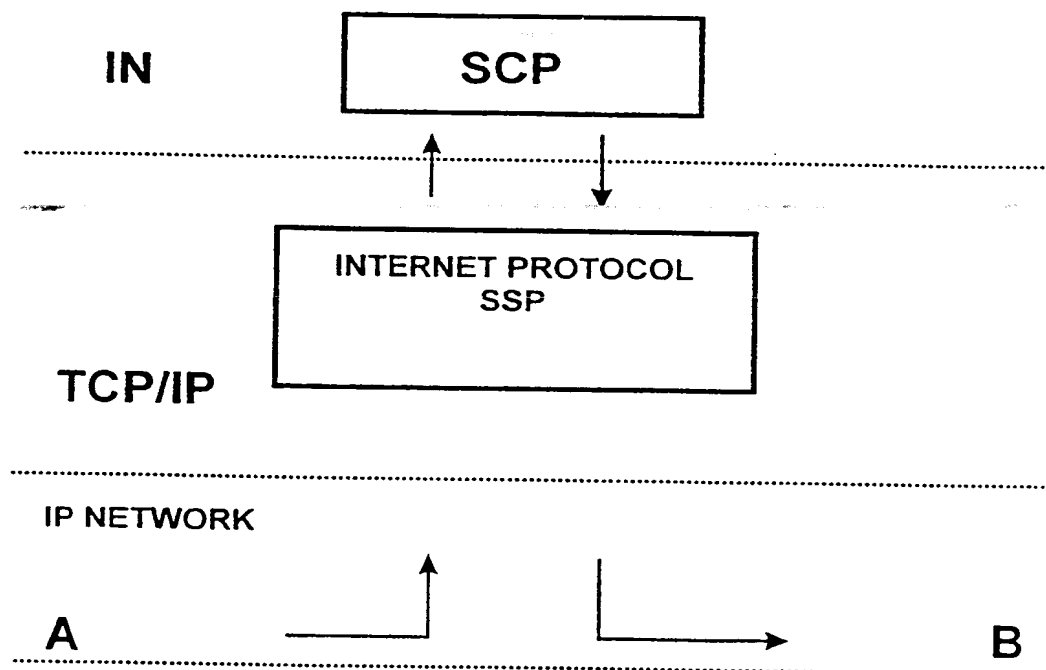 IN
SCP
INTERNET PROTOCOL
SSP
TCP/IP
IP NETWORK
A
B